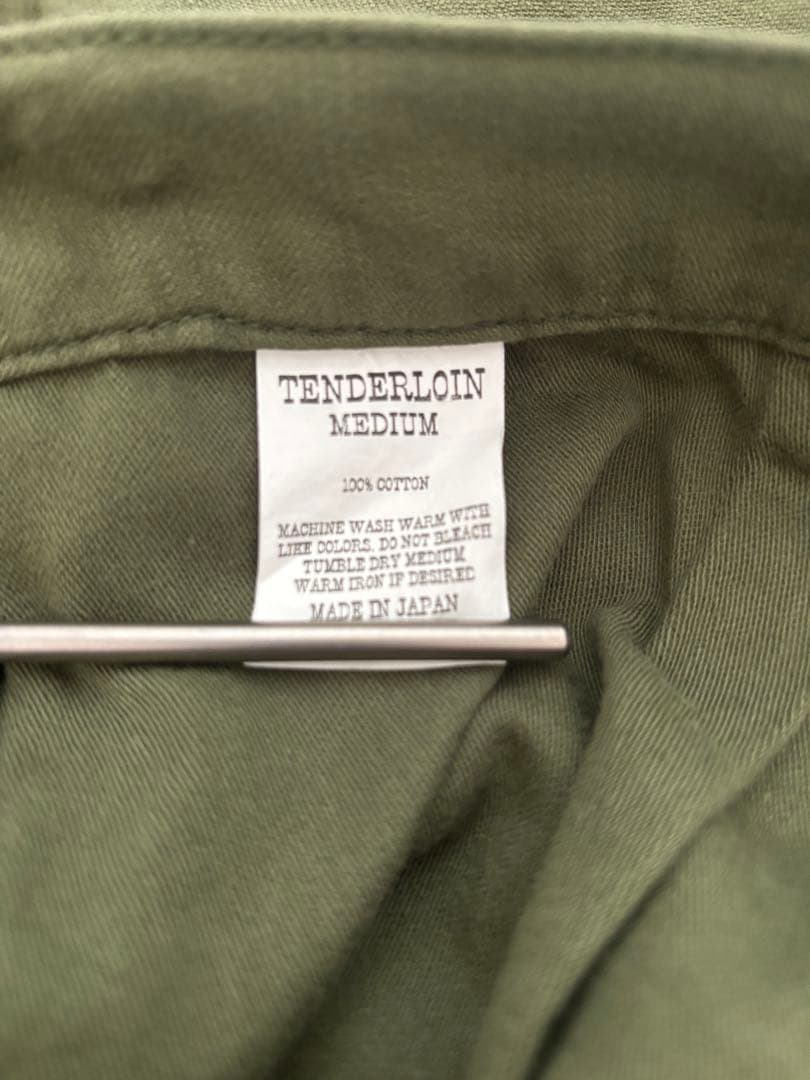 TENDERLOIN
MEDIUM
100% COTTON
MACHINE WASH WARM WITH
LIKE COLORS. DO NOT BLEACH
TUMBLE DRY MEDIUM
WARM IRON IF DESIRED
MADE IN JAPAN